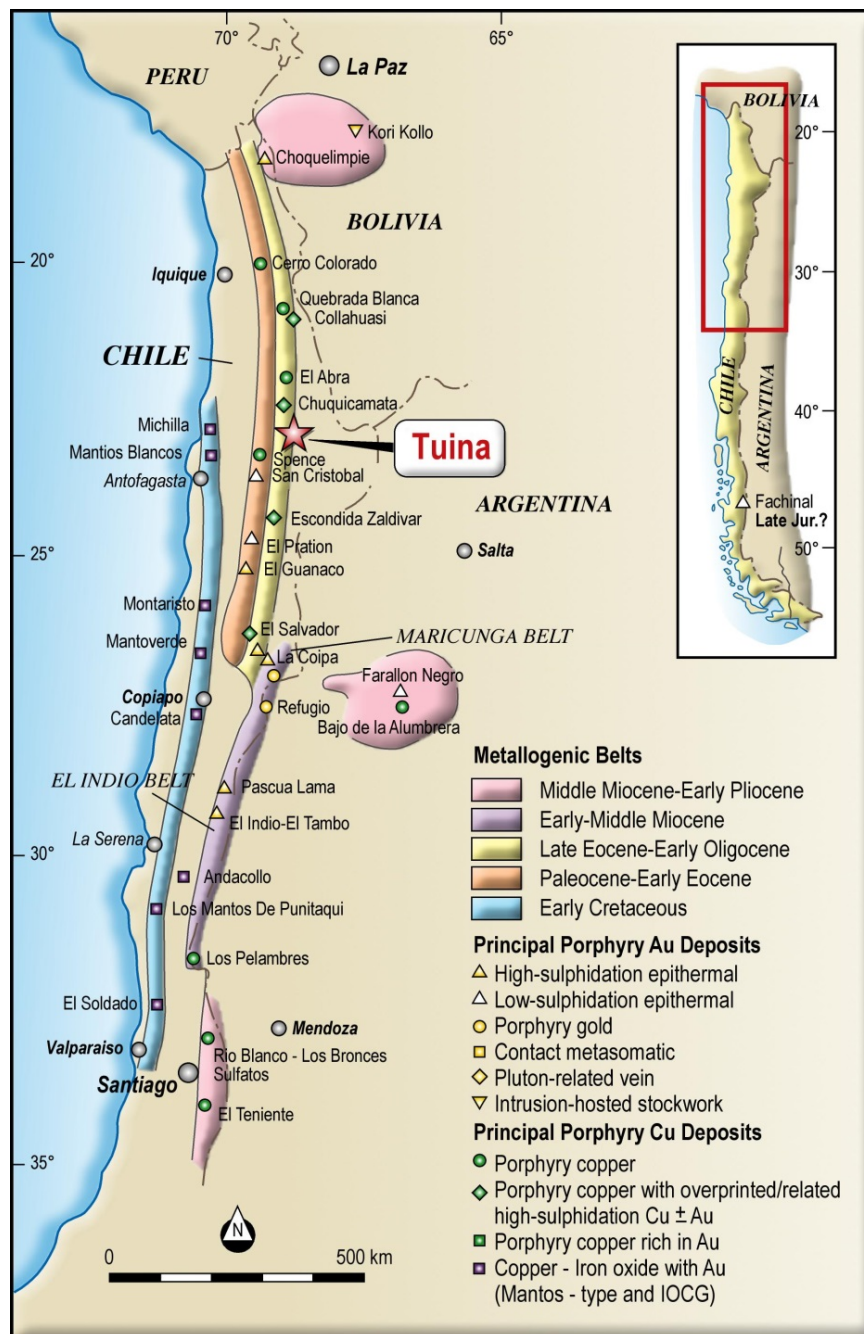 70°
65°
PERU
La Paz
Kori Kollo
Choquelimpie
BOLIVIA
20°
Iquique
Cerro Colorado
Quebrada Blanca
Collahuasi
CHILE
El Abra
Chuquicamata
Michilla
Mantios Blancos
Antofagasta
Tuina
Spence
San Cristobal
ARGENTINA
Escondida Zaldivar
25°
El Pration
Salta
El Guanaco
Montaristo
El Salvador
MARICUNGA BELT
Mantoverde
La Coipa
Farallon Negro
Copiapo
Candelata
Refugio
Bajo de la Alumbrera
EL INDIO BELT
Pascua Lama
El Indio-El Tambo
La Serena
30°
Andacollo
Los Mantos De Punitaqui
Los Pelambres
El Soldado
Mendoza
Valparaiso
Rio Blanco - Los Bronces
Sulfatos
Santiago
El Teniente
35°
N
0
500 km
BOLIVIA
20°
30°
CHILE
ARGENTINA
40°
Fachinal
Late Jur.?
50°
Metallogenic Belts
Middle Miocene-Early Pliocene
Early-Middle Miocene
Late Eocene-Early Oligocene
Paleocene-Early Eocene
Early Cretaceous
Principal Porphyry Au Deposits
High-sulphidation epithermal
Low-sulphidation epithermal
Porphyry gold
Contact metasomatic
Pluton-related vein
Intrusion-hosted stockwork
Principal Porphyry Cu Deposits
Porphyry copper
Porphyry copper with overprinted/related
high-sulphidation Cu ± Au
Porphyry copper rich in Au
Copper - Iron oxide with Au
(Mantos - type and IOCG)